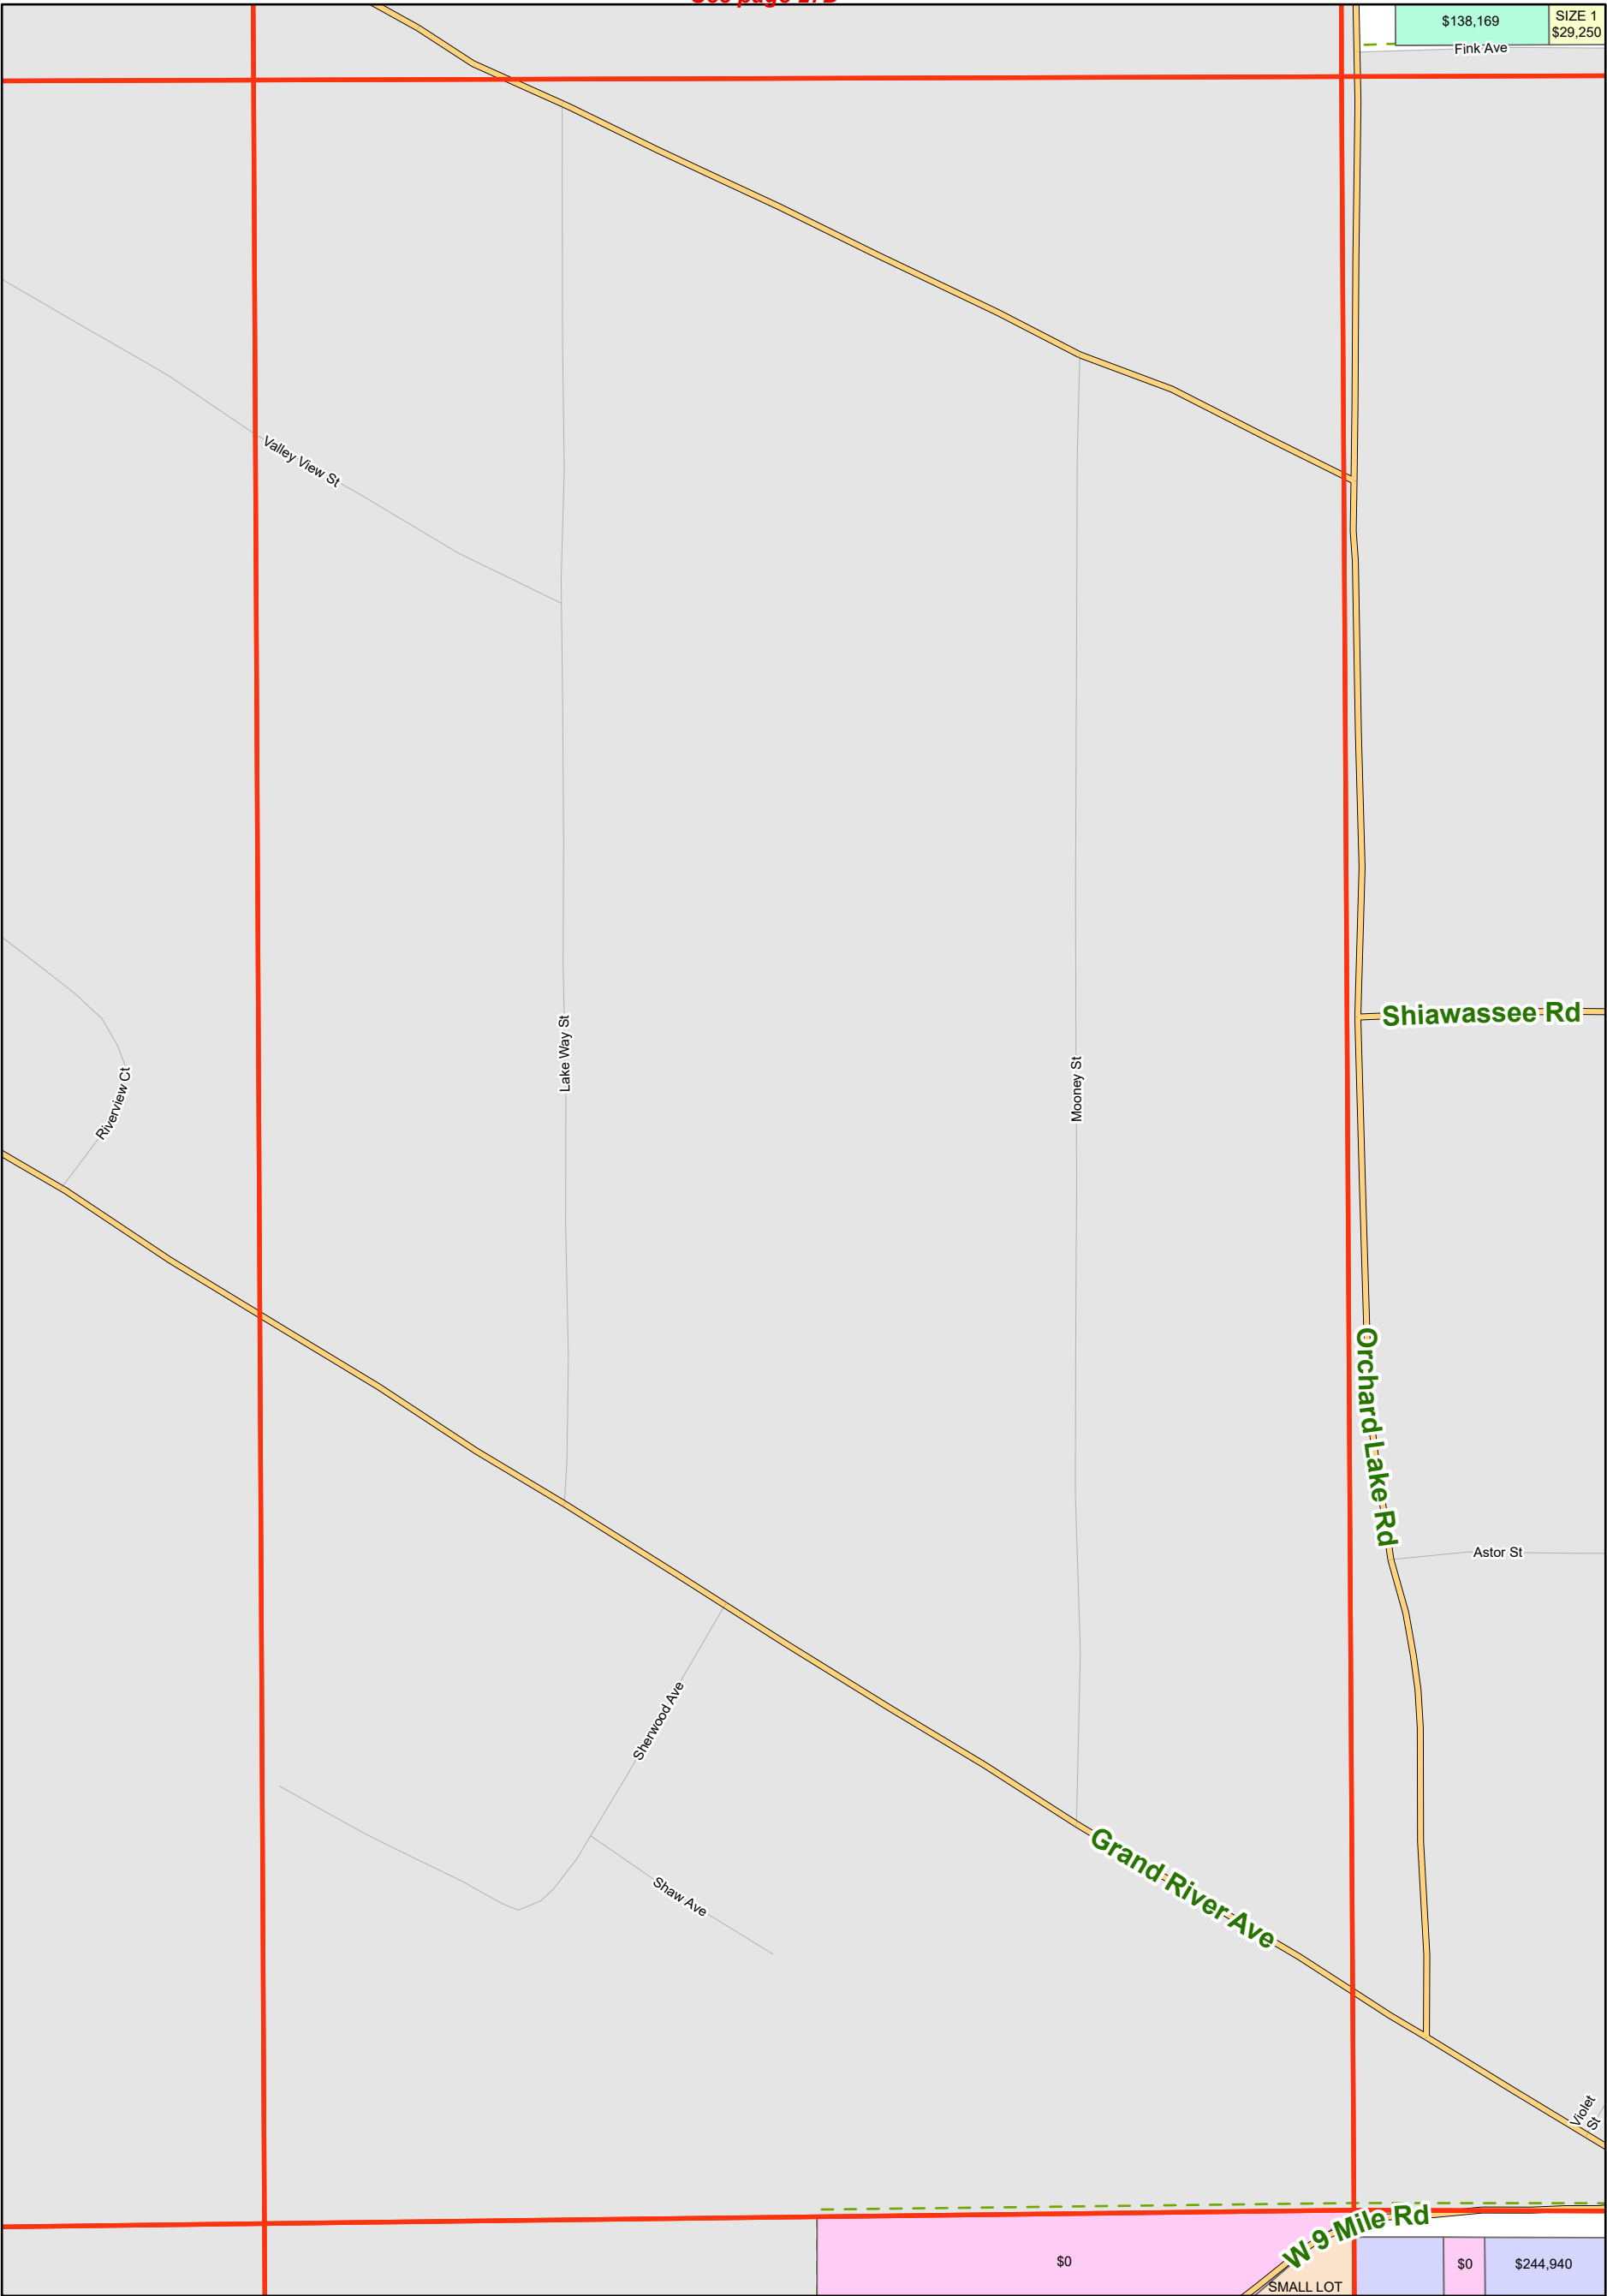 $138,169
SIZE 1
$29,250
Fink Ave
Valley View St
Shiawassee Rd
Lake Way St
Mooney St
Riverview Ct
Orchard Lake Rd
Astor St
Sherwood Ave
Grand River Ave
Shaw Ave
Violet
St
W 9 Mile Rd
$0
$0
$244,940
SMALL LOT